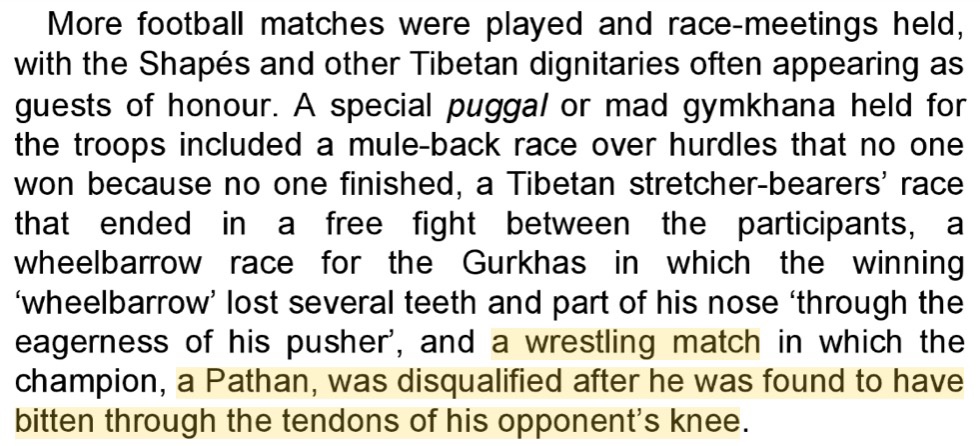 More football matches were played and race-meetings held,
with the Shapés and other Tibetan dignitaries often appearing as
guests of honour. A special puggal or mad gymkhana held for
the troops included a mule-back race over hurdles that no one
won because no one finished, a Tibetan stretcher-bearers’ race
that ended in a free fight between the participants, a
wheelbarrow race for the Gurkhas in which the winning
‘wheelbarrow’ lost several teeth and part of his nose ‘through the
eagerness of his pusher’, and a wrestling match in which the
champion, a Pathan, was disqualified after he was found to have
bitten through the tendons of his opponent’s knee.